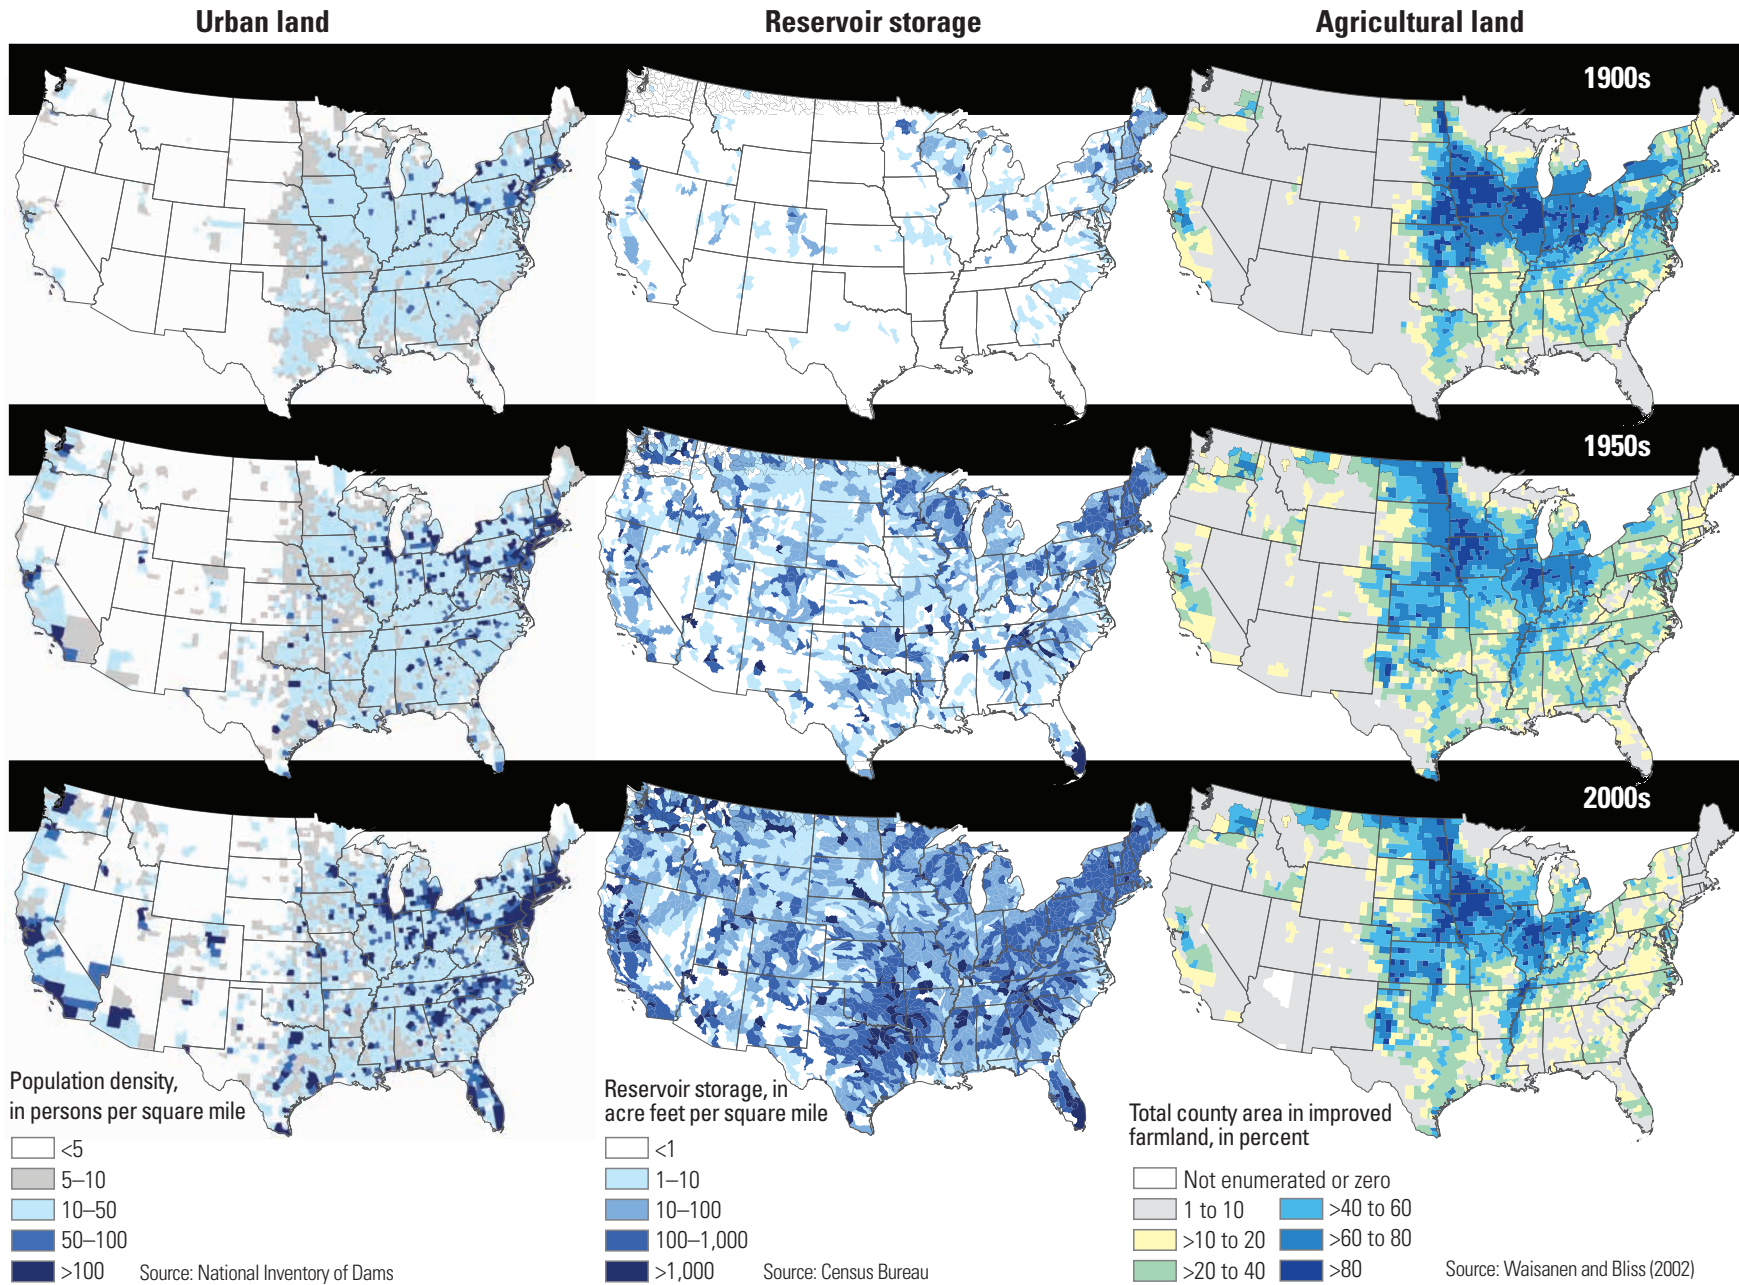 Urban land
Reservoir storage
Agricultural land
1900s
1950s
2000s
Population density,
in persons per square mile
<5
5–10
10–50
50–100
>100
Source: National Inventory of Dams
Reservoir storage, in
acre feet per square mile
<1
1–10
10–100
100–1,000
>1,000
Source: Census Bureau
Total county area in improved
farmland, in percent
Not enumerated or zero
1 to 10
>10 to 20
>20 to 40
>40 to 60
>60 to 80
>80
Source: Waisanen and Bliss (2002)